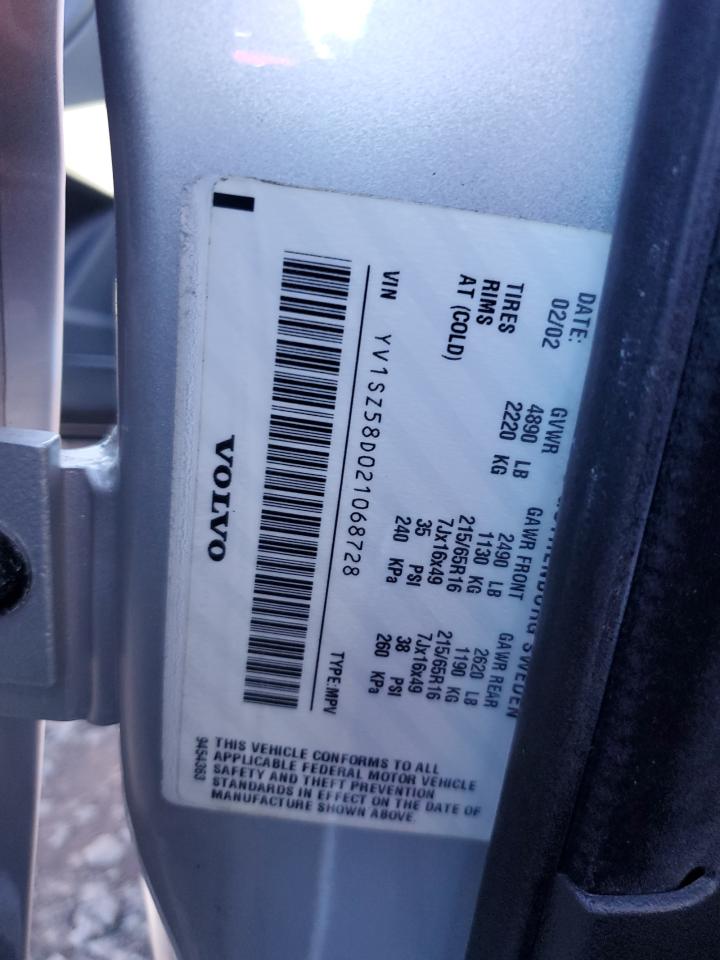 SWEDEN
DATE: GVWR GAWR FRONT GAWR REAR
02/02 4890 LB 2490 LB 2620 LB
2220 KG 1130 KG 1190 KG
TIRES 215/65R16 215/65R16
RIMS 7Jx16x49 7Jx16x49
AT (COLD) 35 PSI 38 PSI
240 kPa 260 kPa
VIN YV1SZ58D021068728 TYPE:MPV
VOLVO
THIS VEHICLE CONFORMS TO ALL
APPLICABLE FEDERAL MOTOR VEHICLE
SAFETY AND THEFT PREVENTION
STANDARDS IN EFFECT ON THE DATE OF
MANUFACTURE SHOWN ABOVE.
9454363